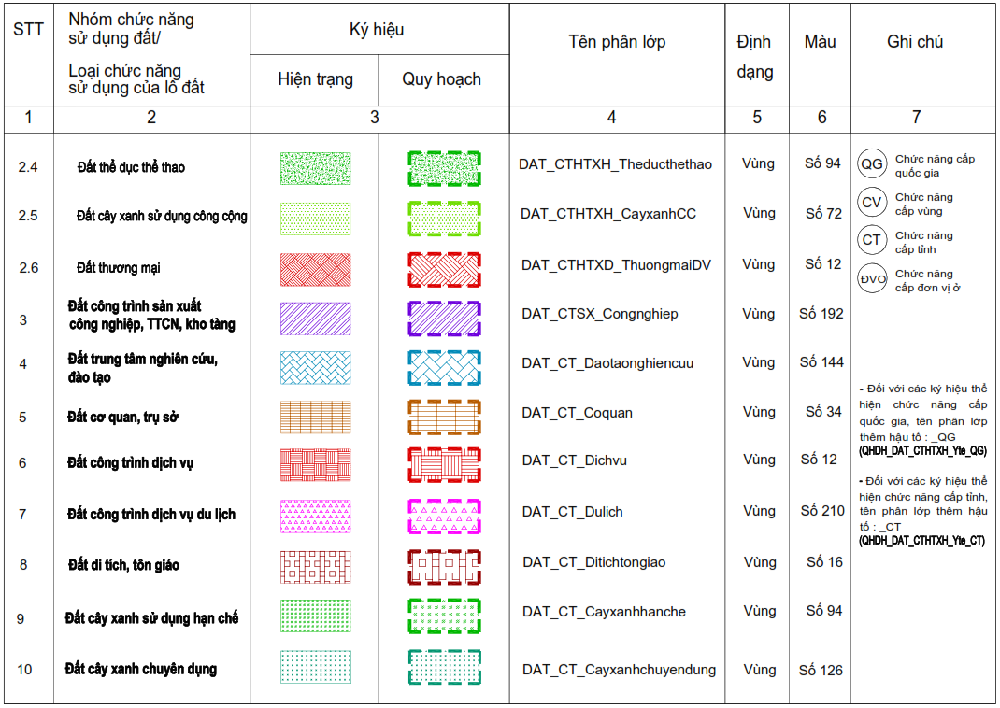 STT
Nhóm chức năng
sử dụng đất/
Loại chức năng
sử dụng của lô đất
Ký hiệu
Hiện trạng
Quy hoạch
Tên phân lớp
Định
dạng
Màu
Ghi chú
1
2
3
4
5
6
7
2.4
Đất thể dục thể thao
DAT_CTHTXH_Theducthethao
Vùng
Số 94
2.5
Đất cây xanh sử dụng công cộng
DAT_CTHTXH_CayxanhCC
Vùng
Số 72
2.6
Đất thương mại
DAT_CTHTXD_ThuongmaiDV
Vùng
Số 12
3
Đất công trình sản xuất
công nghiệp, TTCN, kho tàng
DAT_CTSX_Congnghiep
Vùng
Số 192
4
Đất trung tâm nghiên cứu,
đào tạo
DAT_CT_Daotaonghiencuu
Vùng
Số 144
5
Đất cơ quan, trụ sở
DAT_CT_Coquan
Vùng
Số 34
6
Đất công trình dịch vụ
DAT_CT_Dichvu
Vùng
Số 12
7
Đất công trình dịch vụ du lịch
DAT_CT_Dulich
Vùng
Số 210
8
Đất di tích, tôn giáo
DAT_CT_Ditichtongiao
Vùng
Số 16
9
Đất cây xanh sử dụng hạn chế
DAT_CT_Cayxanhhanche
Vùng
Số 94
10
Đất cây xanh chuyên dụng
DAT_CT_Cayxanhchuyendung
Vùng
Số 126
QG
Chức năng cấp
quốc gia
CV
Chức năng
cấp vùng
CT
Chức năng
cấp tỉnh
ĐVO
Chức năng
cấp đơn vị ở
- Đối với các ký hiệu thể
hiện chức năng cấp
quốc gia, tên phân lớp
thêm hậu tố : _QG
(QHDH_DAT_CTHTXH_Yte_QG)
- Đối với các ký hiệu thể
hiện chức năng cấp tỉnh,
tên phân lớp thêm hậu
tố : _CT
(QHDH_DAT_CTHTXH_Yte_CT)